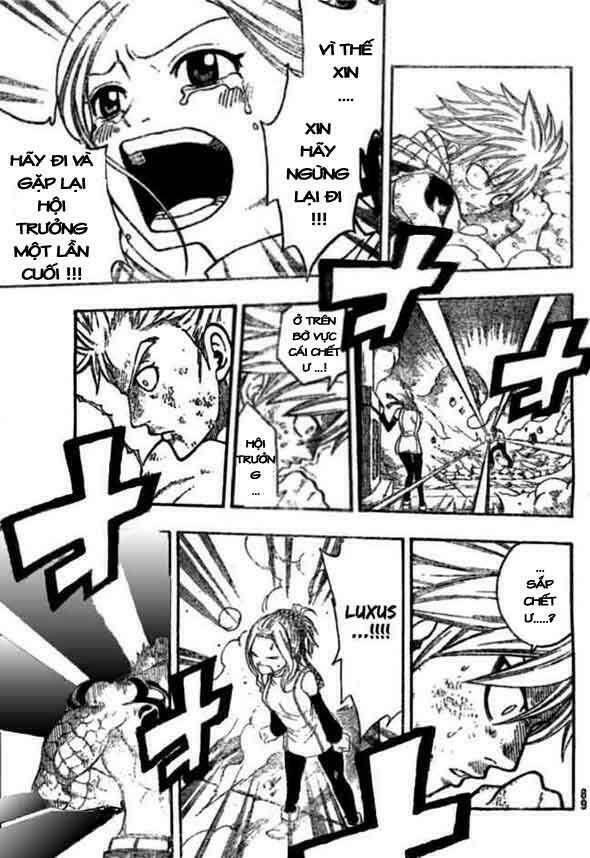 VÌ THẾ
XIN
....
XIN
HÃY
NGỪNG
LẠI ĐI
!!!
HÃY ĐI VÀ
GẶP LẠI
HỘI
TRƯỞNG
MỘT LẦN
CUỐI !!!
Ở TRÊN
BỜ VỰC
CÁI CHẾT
Ư ...!
HỘI
TRƯỞN
G
...
...
SẮP
CHẾT
Ư.....?
LUXUS
...!!!!
89